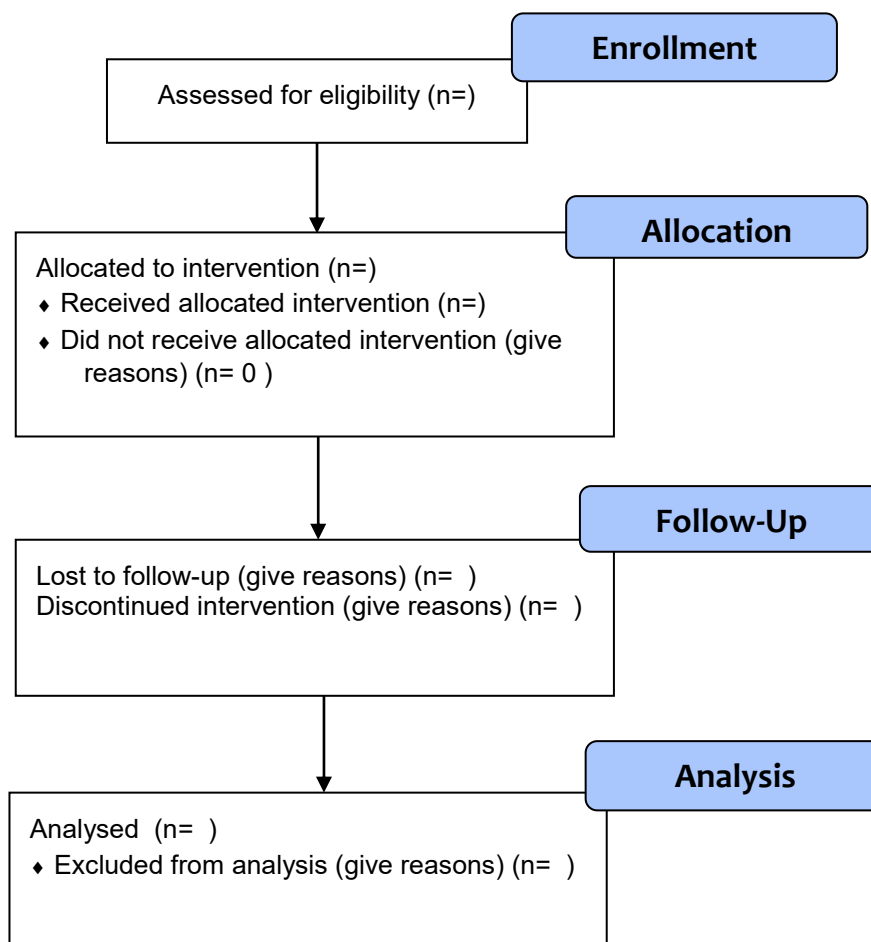 Enrollment
Assessed for eligibility (n=)
Allocation
Allocated to intervention (n=)
♦ Received allocated intervention (n=)
♦ Did not receive allocated intervention (give
reasons) (n= 0 )
Follow-Up
Lost to follow-up (give reasons) (n=  )
Discontinued intervention (give reasons) (n=  )
Analysis
Analysed  (n=  )
♦ Excluded from analysis (give reasons) (n=  )